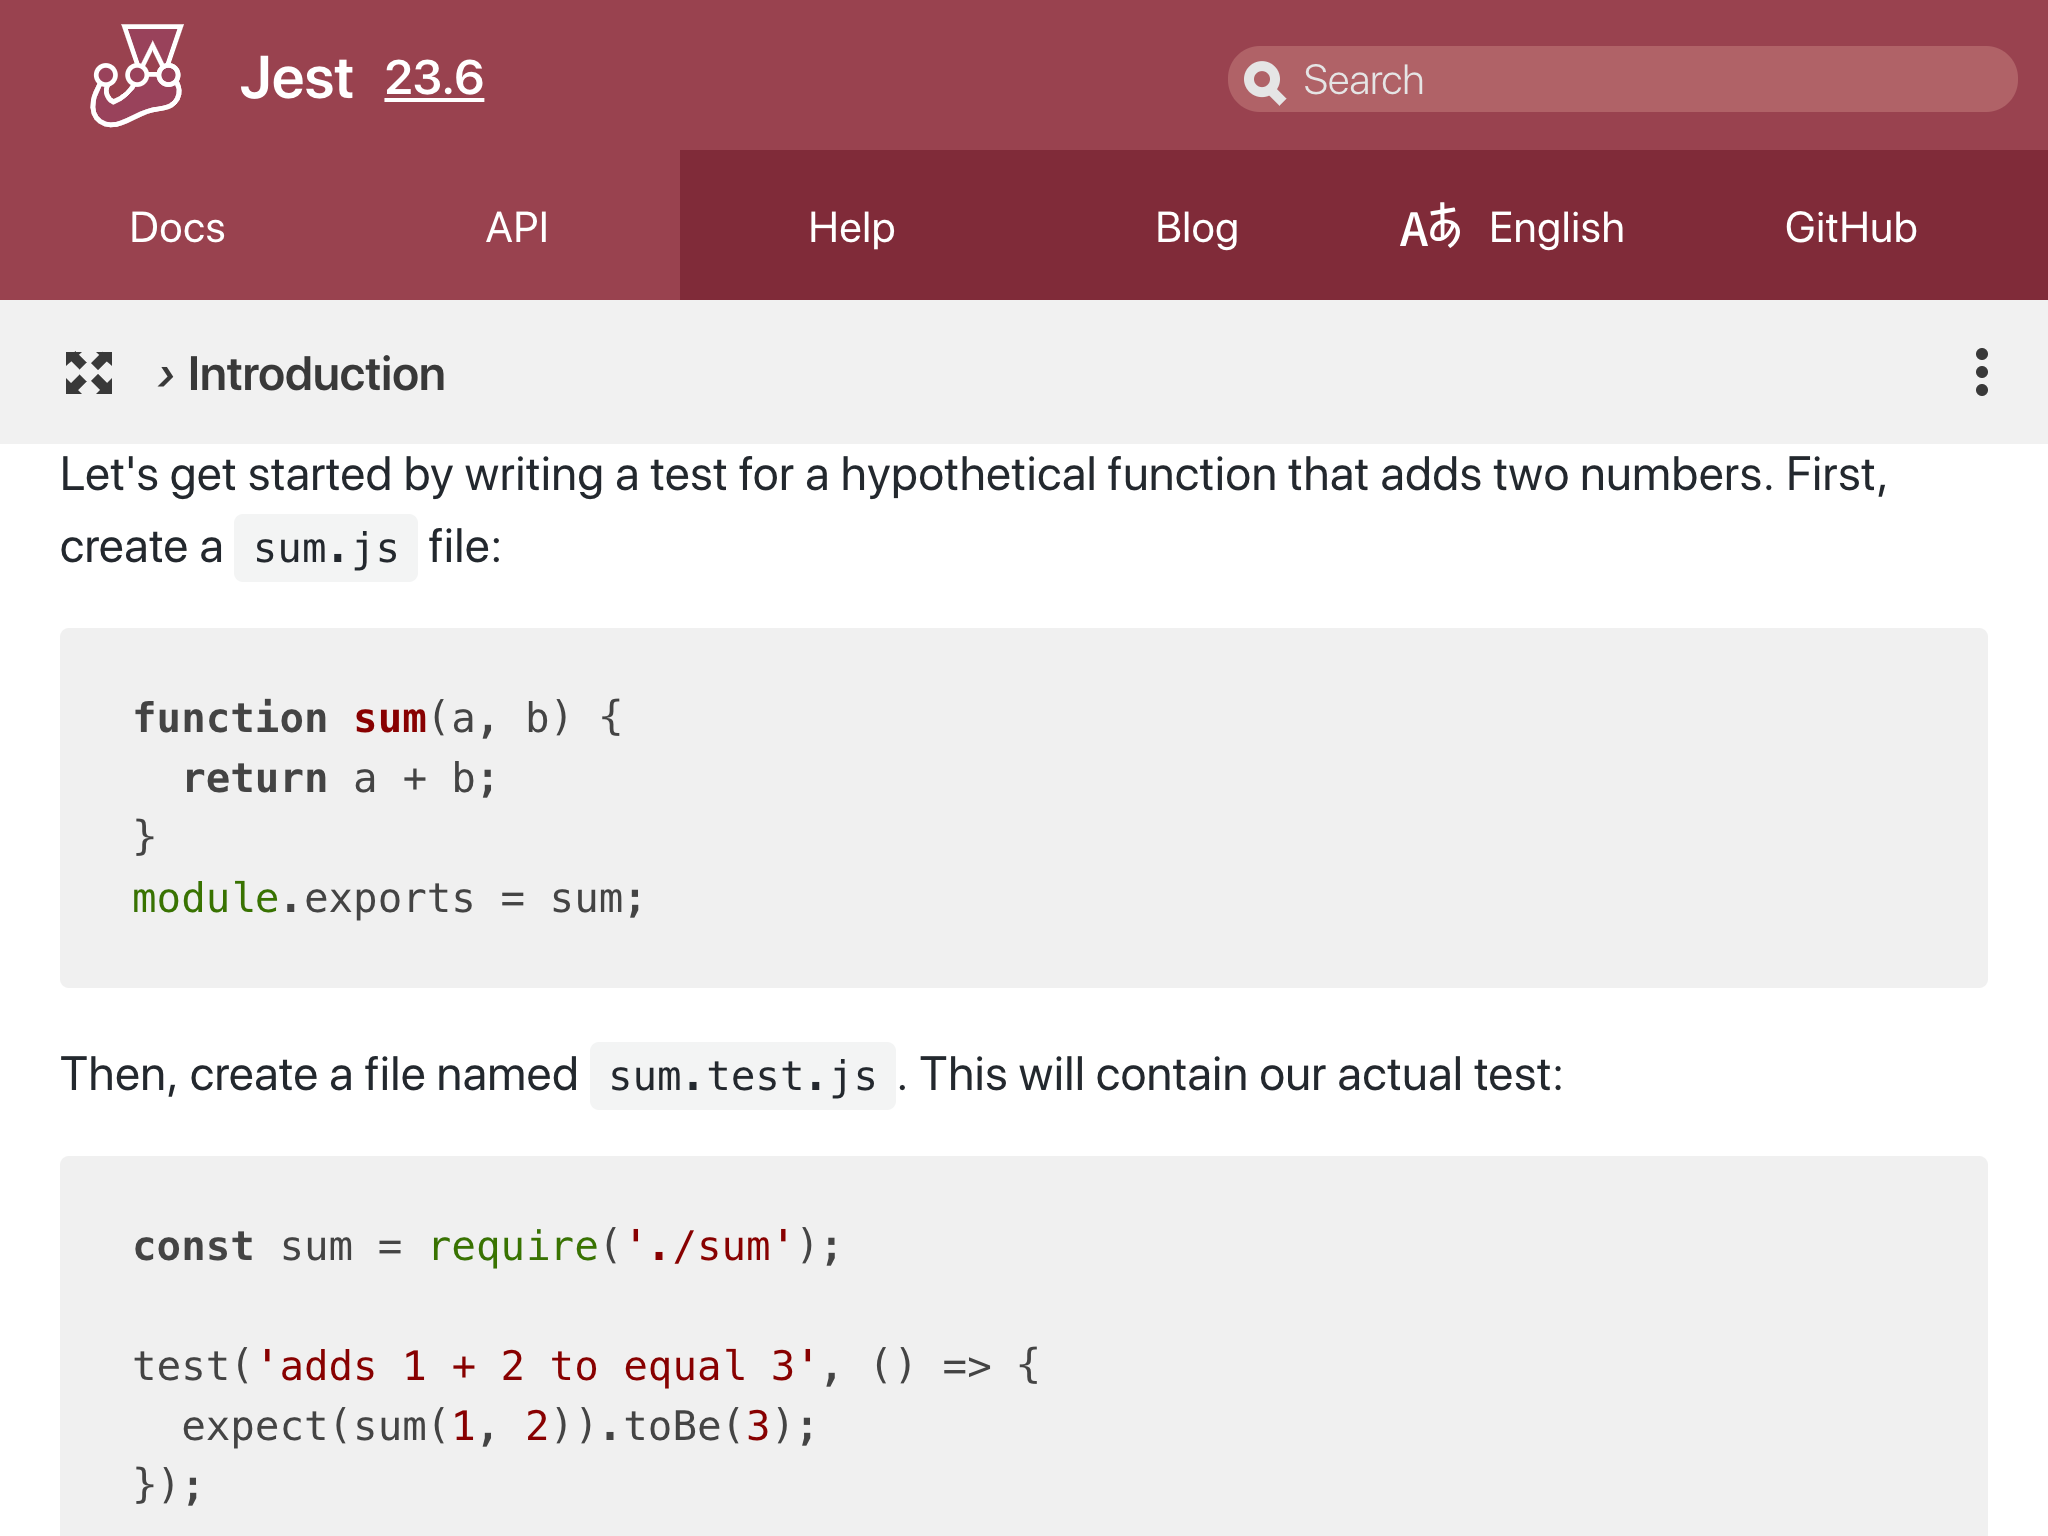 Jest 23.6
Search
Docs API Help Blog Aあ English GitHub
› Introduction
Let's get started by writing a test for a hypothetical function that adds two numbers. First,
create a sum.js file:
function sum(a, b) {
  return a + b;
}
module.exports = sum;
Then, create a file named sum.test.js. This will contain our actual test:
const sum = require('./sum');

test('adds 1 + 2 to equal 3', () => {
  expect(sum(1, 2)).toBe(3);
});